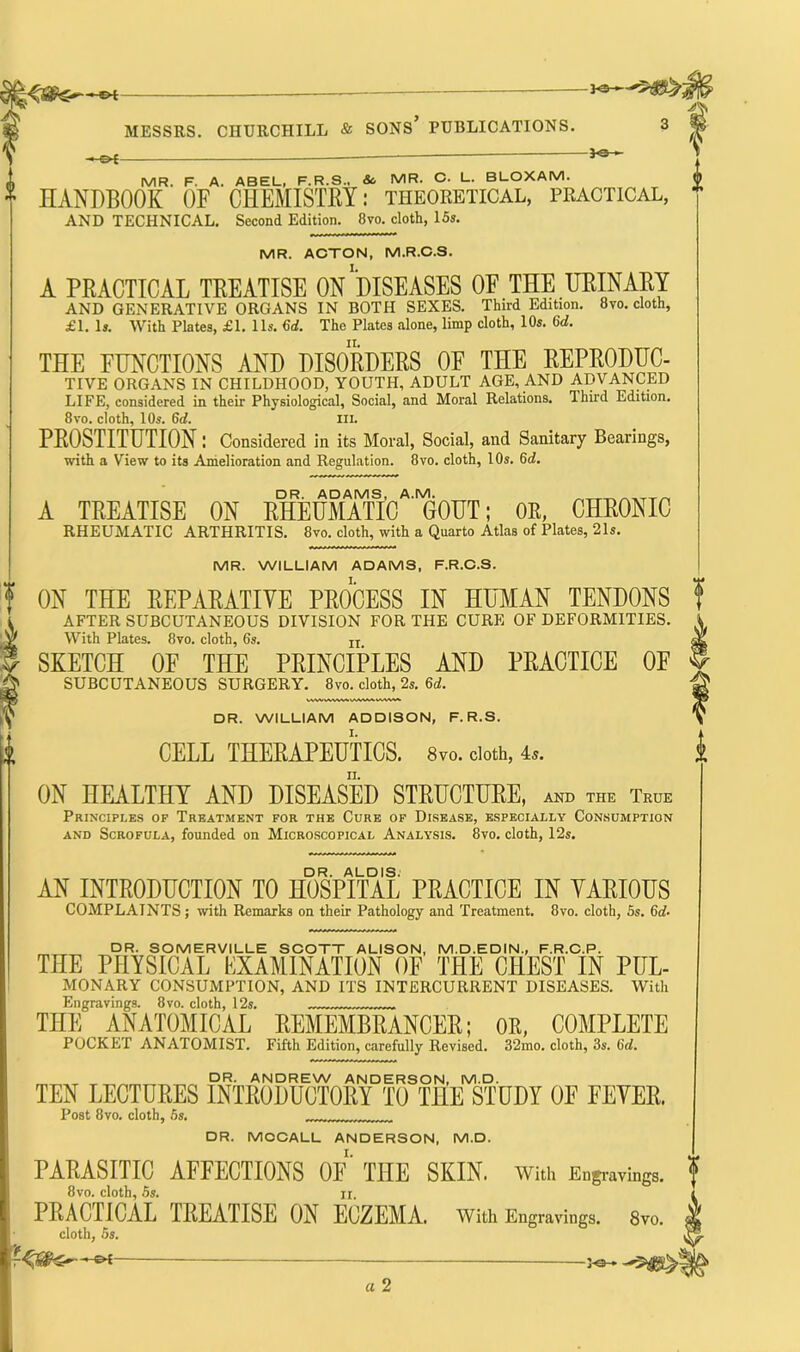 MESSRS. CHURCHILL & SONS' PUBLICATIONS. 3
MR. F. A. ABEL, F.R.S., & MR. C. L. BLOXAM.
HANDBOOK OF CHEMISTRY: THEORETICAL, PRACTICAL,
AND TECHNICAL. Second Edition. 8vo. cloth, 15s.
MR. ACTON, M.R.C.S.
I.
A PRACTICAL TREATISE ON DISEASES OF THE URINARY
AND GENERATIVE ORGANS IN BOTH SEXES. Third Edition. 8vo. cloth,
£1. 1s. With Plates, £1. 11s. 6d. The Plates alone, limp cloth, 10s. 6d.
II.
THE FUNCTIONS AND DISORDERS OF THE REPRODUC-
TIVE ORGANS IN CHILDHOOD, YOUTH, ADULT AGE, AND ADVANCED
LIFE, considered in their Physiological, Social, and Moral Relations. Third Edition.
8vo. cloth, 10s. 6d.
III.
PROSTITUTION: Considered in its Moral, Social, and Sanitary Bearings,
with a View to its Amelioration and Regulation. 8vo. cloth, 10s. 6d.
DR. ADAMS, A.M.
A TREATISE ON RHEUMATIC GOUT; OR, CHRONIC
RHEUMATIC ARTHRITIS. 8vo. cloth, with a Quarto Atlas of Plates, 21s.
MR. WILLIAM ADAMS, F.R.C.S.
I.
ON THE REPARATIVE PROCESS IN HUMAN TENDONS
AFTER SUBCUTANEOUS DIVISION FOR THE CURE OF DEFORMITIES.
With Plates. 8vo. cloth, 6s.
II.
SKETCH OF THE PRINCIPLES AND PRACTICE OF
SUBCUTANEOUS SURGERY. 8vo. cloth, 2s. 6d.
DR. WILLIAM ADDISON, F.R.S.
I.
CELL THERAPEUTICS. 8vo. cloth, 4s.
II.
ON HEALTHY AND DISEASED STRUCTURE, AND THE TRUE
PRINCIPLES OF TREATMENT FOR THE CURE OF DISEASE, ESPECIALLY CONSUMPTION
AND SCROFULA, founded on MICROSCOPICAL ANALYSIS. 8vo. cloth, 12s.
DR. ALDIS.
AN INTRODUCTION TO HOSPITAL PRACTICE IN VARIOUS
COMPLAINTS; with Remarks on their Pathology and Treatment. 8vo. cloth, 5s. 6d.
DR. SOMERVILLE SCOTT ALISON, M.D.EDIN., F.R.C.P.
THE PHYSICAL EXAMINATION OF THE CHEST IN PUL-
MONARY CONSUMPTION, AND ITS INTERCURRENT DISEASES. With
Engravings. 8vo. cloth, 12s.
THE ANATOMICAL REMEMBRANCER; OR, COMPLETE
POCKET ANATOMIST. Fifth Edition, carefully Revised. 32mo. cloth, 3s. 6d.
DR. ANDREW ANDERSON, M.D.
TEN LECTURES INTRODUCTORY TO THE STUDY OF FEVER.
Post 8vo. cloth, 5s.
DR. MCCALL ANDERSON, M.D.
I.
PARASITIC AFFECTIONS OF THE SKIN. With Engravings.
8vo. cloth, 5s.
II.
PRACTICAL TREATISE ON ECZEMA. With Engravings. 8vo.
cloth, 5s.
a 2